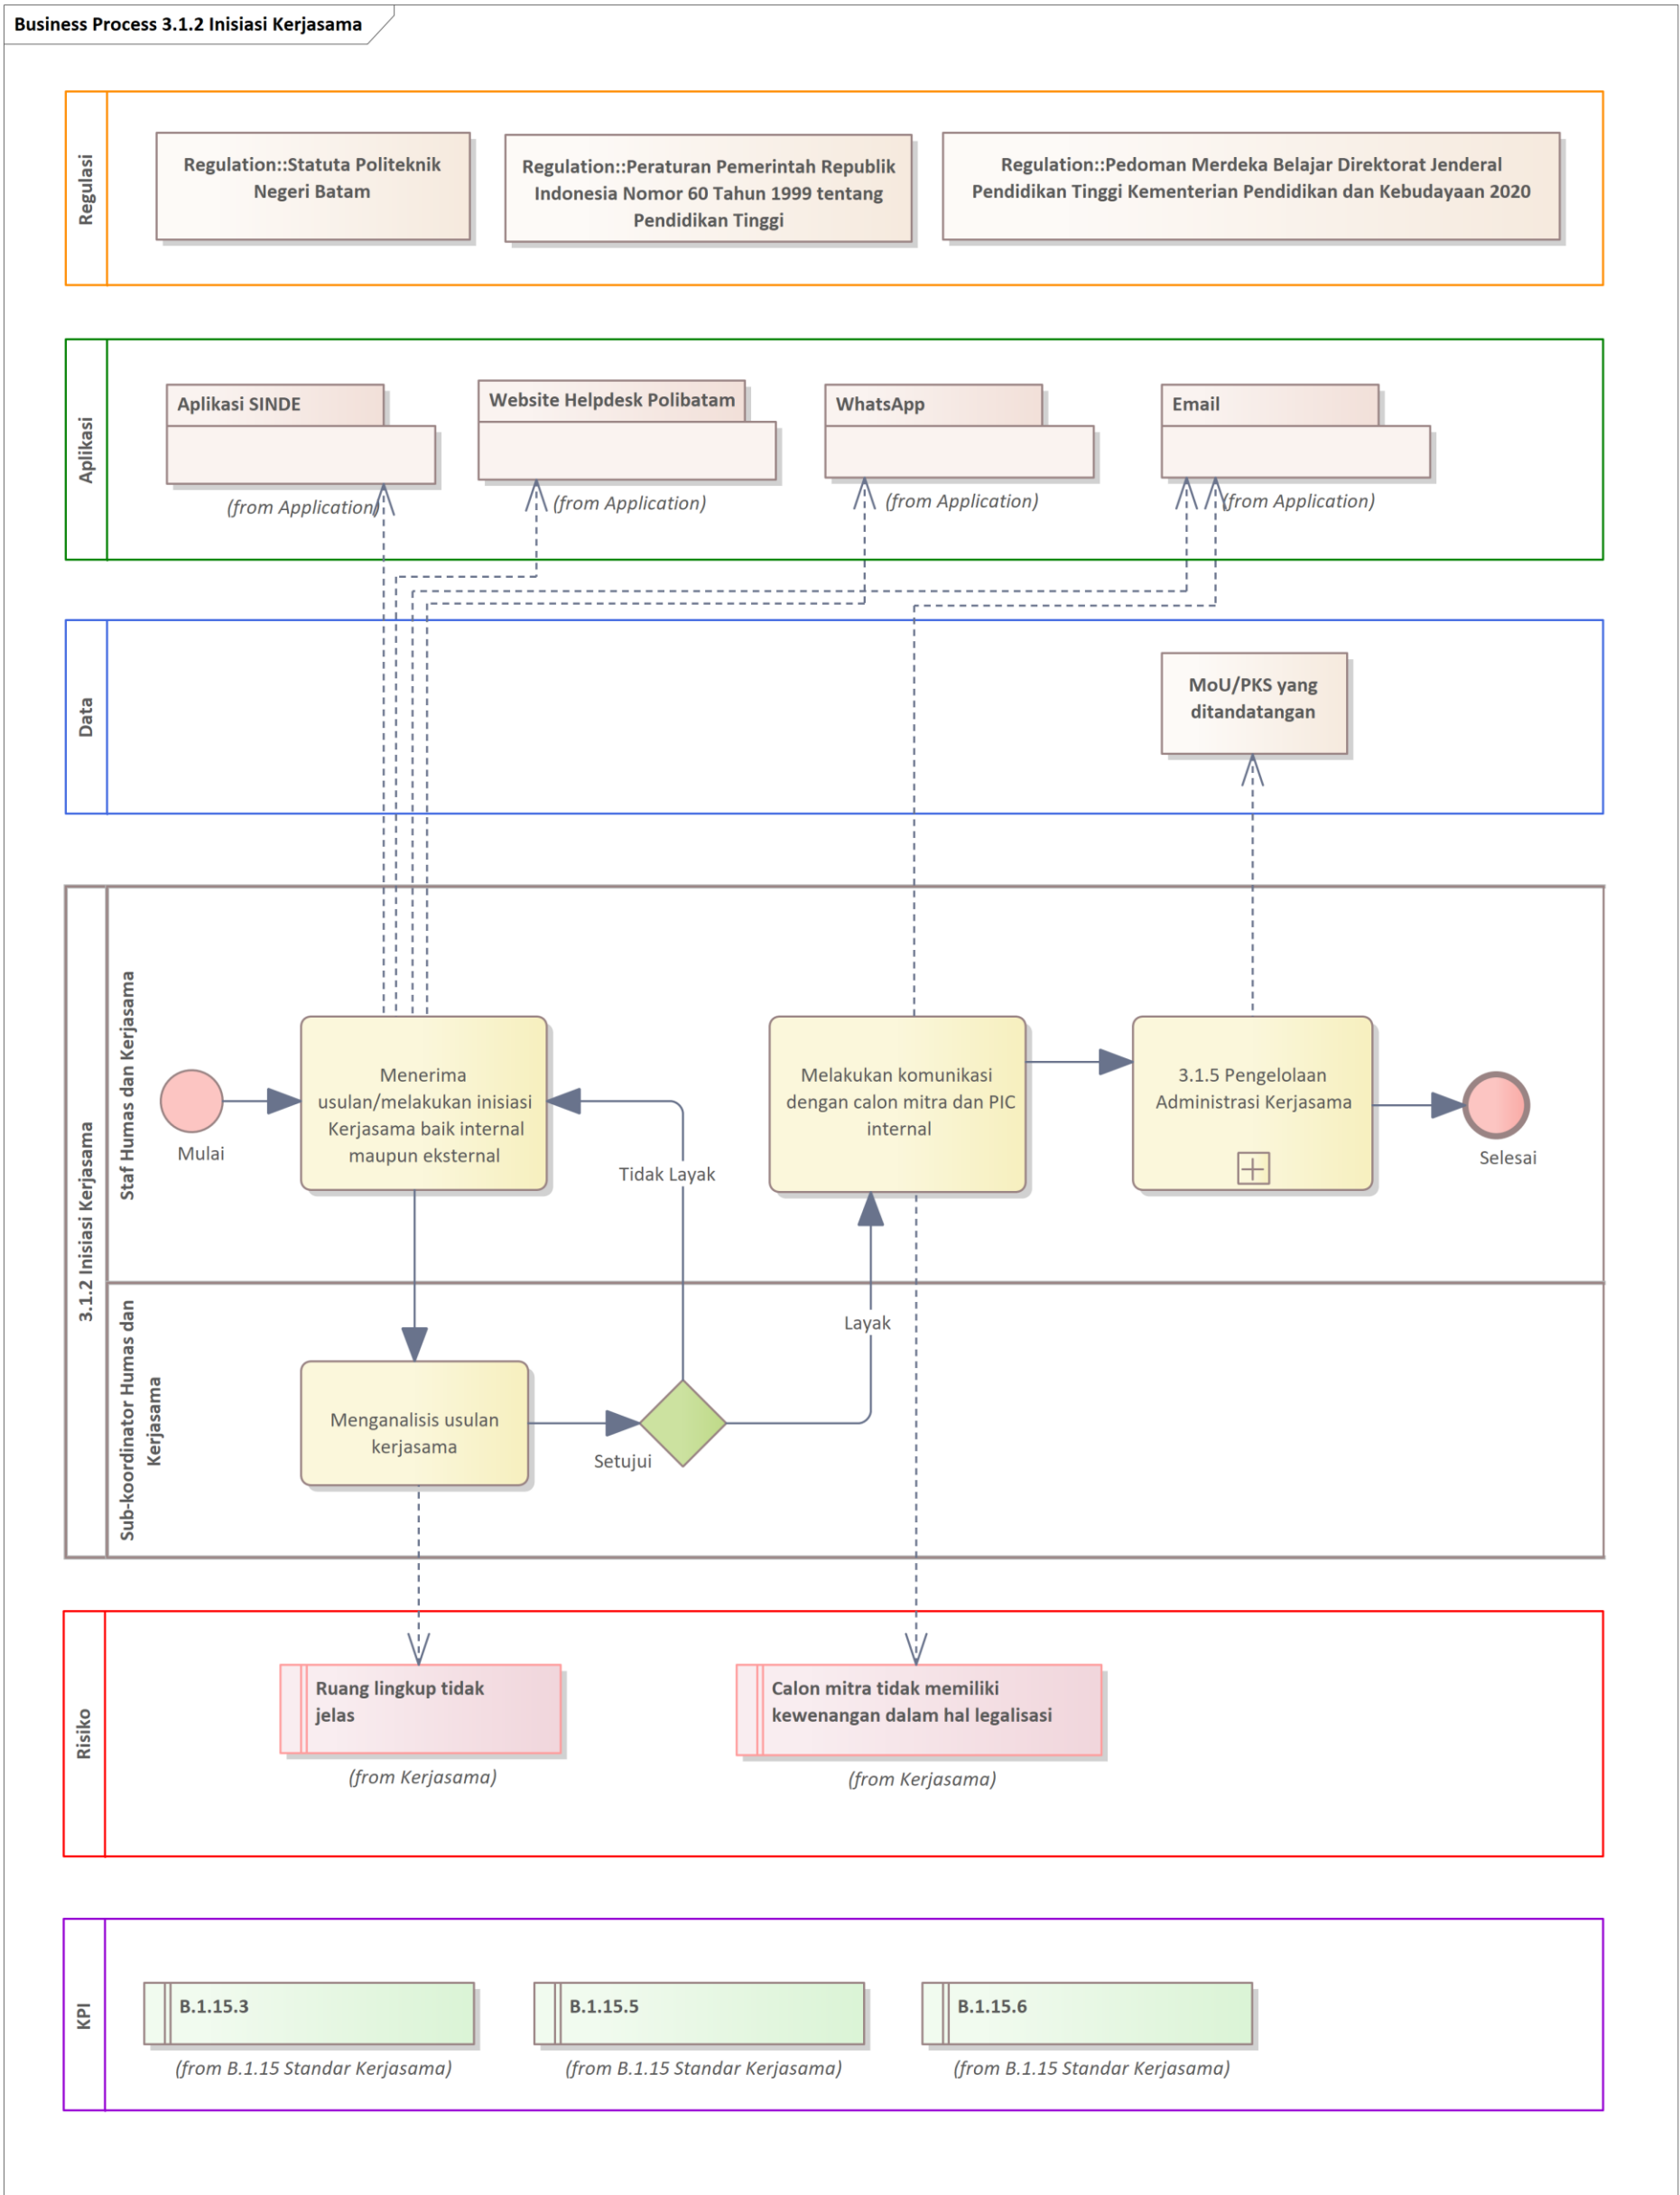 Business Process 3.1.2 Inisiasi Kerjasama
Regulasi
Regulation::Statuta Politeknik
Negeri Batam
Regulation::Peraturan Pemerintah Republik
Indonesia Nomor 60 Tahun 1999 tentang
Pendidikan Tinggi
Regulation::Pedoman Merdeka Belajar Direktorat Jenderal
Pendidikan Tinggi Kementerian Pendidikan dan Kebudayaan 2020
Aplikasi
Aplikasi SINDE
(from Application)
Website Helpdesk Polibatam
(from Application)
WhatsApp
(from Application)
Email
(from Application)
Data
MoU/PKS yang
ditandatangan
3.1.2 Inisiasi Kerjasama
Staf Humas dan Kerjasama
Mulai
Menerima
usulan/melakukan inisiasi
Kerjasama baik internal
maupun eksternal
Tidak Layak
Melakukan komunikasi
dengan calon mitra dan PIC
internal
3.1.5 Pengelolaan
Administrasi Kerjasama
Selesai
Sub-koordinator Humas dan
Kerjasama
Menganalisis usulan
kerjasama
Setujui
Layak
Risiko
Ruang lingkup tidak
jelas
(from Kerjasama)
Calon mitra tidak memiliki
kewenangan dalam hal legalisasi
(from Kerjasama)
KPI
B.1.15.3
(from B.1.15 Standar Kerjasama)
B.1.15.5
(from B.1.15 Standar Kerjasama)
B.1.15.6
(from B.1.15 Standar Kerjasama)